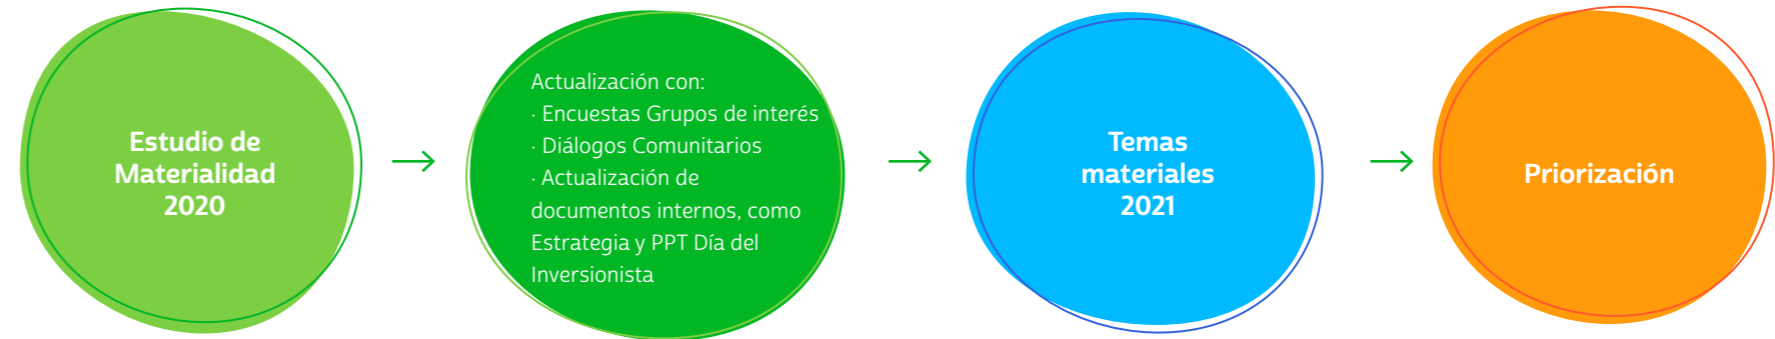 Estudio de
Materialidad
2020
Actualización con:
· Encuestas Grupos de interés
· Diálogos Comunitarios
· Actualización de
documentos internos, como
Estrategia y PPT Día del
Inversionista
Temas
materiales
2021
Priorización